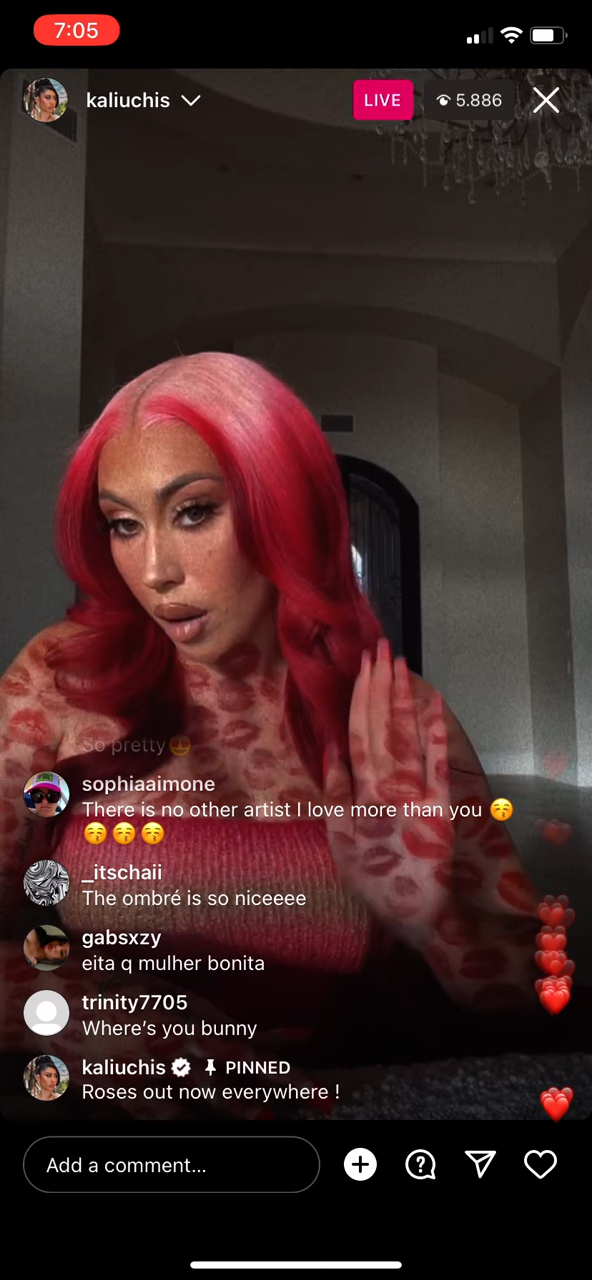 7:05
kaliuchis
LIVE
5.886
So pretty😍
sophiaaimone
There is no other artist I love more than you 😚
😚😚😚
_itschaii
The ombré is so niceeee
gabsxzy
eita q mulher bonita
trinity7705
Where’s you bunny
kaliuchis PINNED
Roses out now everywhere !
Add a comment...